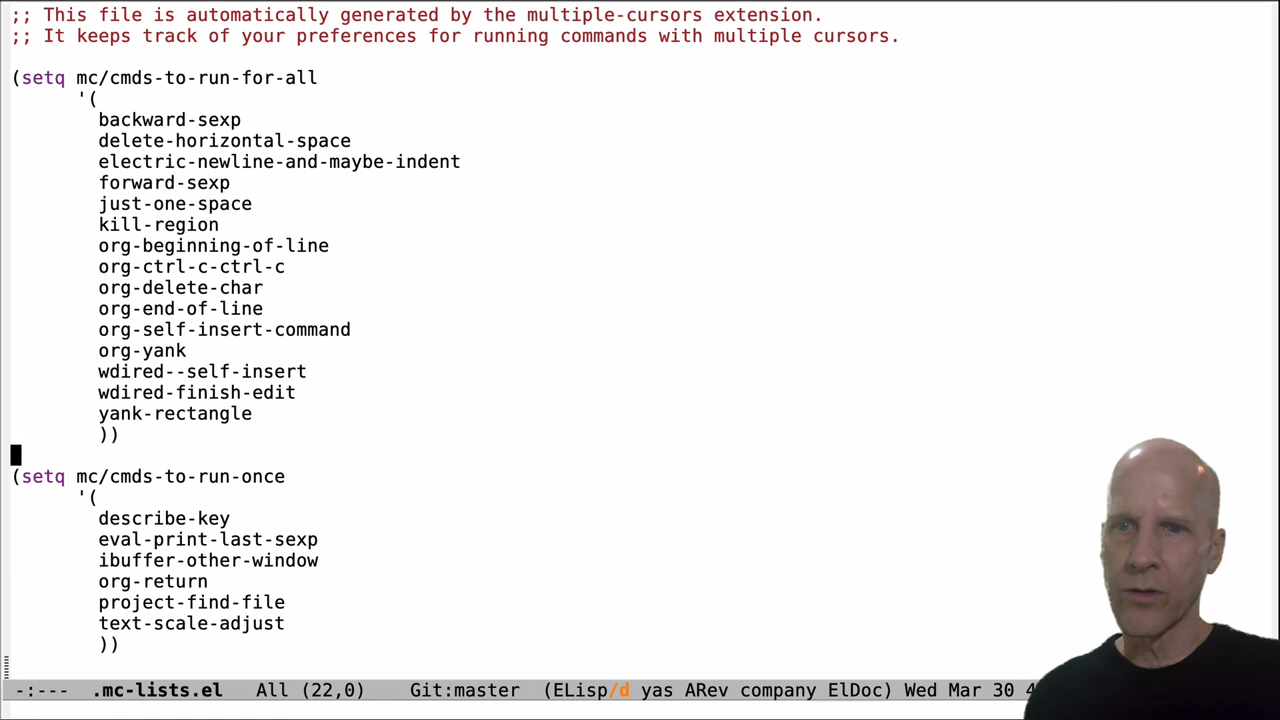 ;; This file is automatically generated by the multiple-cursors extension.
;; It keeps track of your preferences for running commands with multiple cursors.
(setq mc/cmds-to-run-for-all
'(
backward-sexp
delete-horizontal-space
electric-newline-and-maybe-indent
forward-sexp
just-one-space
kill-region
org-beginning-of-line
org-ctrl-c-ctrl-c
org-delete-char
org-end-of-line
org-self-insert-command
org-yank
wdired--self-insert
wdired-finish-edit
yank-rectangle
))
(setq mc/cmds-to-run-once
'(
describe-key
eval-print-last-sexp
ibuffer-other-window
org-return
project-find-file
text-scale-adjust
))
-:--- .mc-lists.el All (22,0) Git:master (ELisp/d yas ARev company ElDoc) Wed Mar 30